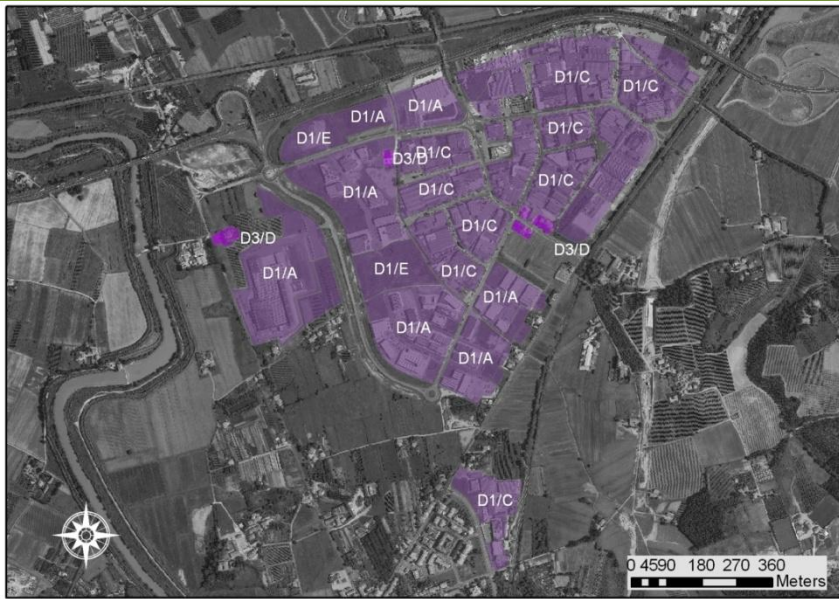 D1/C
D1/C
D1/A
D1/A
D1/E
D1/C
D3/D
D1/C
D1/A
D1/C
D1/C
D1/C
D3/D
D3/D
D1/A
D1/E
D1/C
D1/A
D1/A
D1/A
D1/C
0 4590 180 270 360
Meters